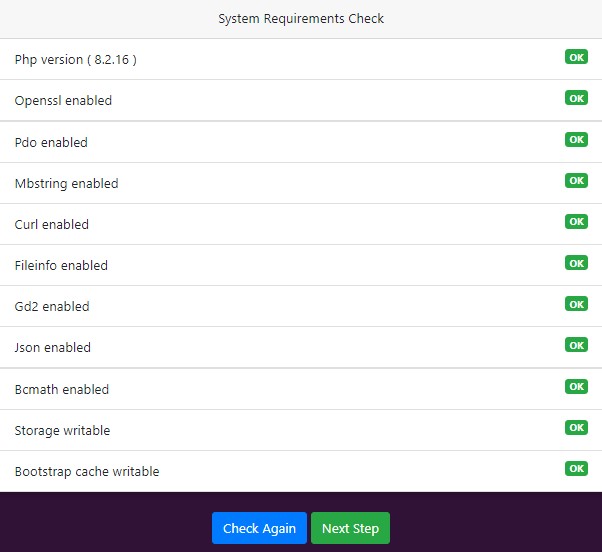 System Requirements Check
Php version ( 8.2.16 ) OK
Openssl enabled OK
Pdo enabled OK
Mbstring enabled OK
Curl enabled OK
Fileinfo enabled OK
Gd2 enabled OK
Json enabled OK
Bcmath enabled OK
Storage writable OK
Bootstrap cache writable OK
Check Again Next Step